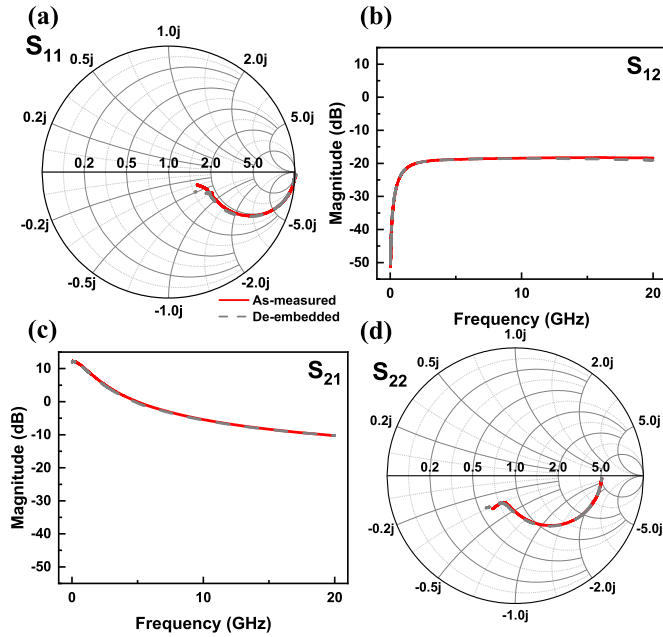 (a)
S11
1.0j
0.5j
2.0j
0.2j
5.0j
0.2 0.5 1.0 2.0 5.0
-0.2j
-5.0j
-0.5j
-2.0j
-1.0j
As-measured
De-embedded
(b)
S12
10
0
-10
-20
-30
-40
-50
Magnitude (dB)
0 10 20
Frequency (GHz)
(c)
S21
10
0
-10
-20
-30
-40
-50
Magnitude (dB)
0 10 20
Frequency (GHz)
(d)
S22
1.0j
0.5j
2.0j
0.2j
5.0j
0.2 0.5 1.0 2.0 5.0
-0.2j
-5.0j
-0.5j
-2.0j
-1.0j